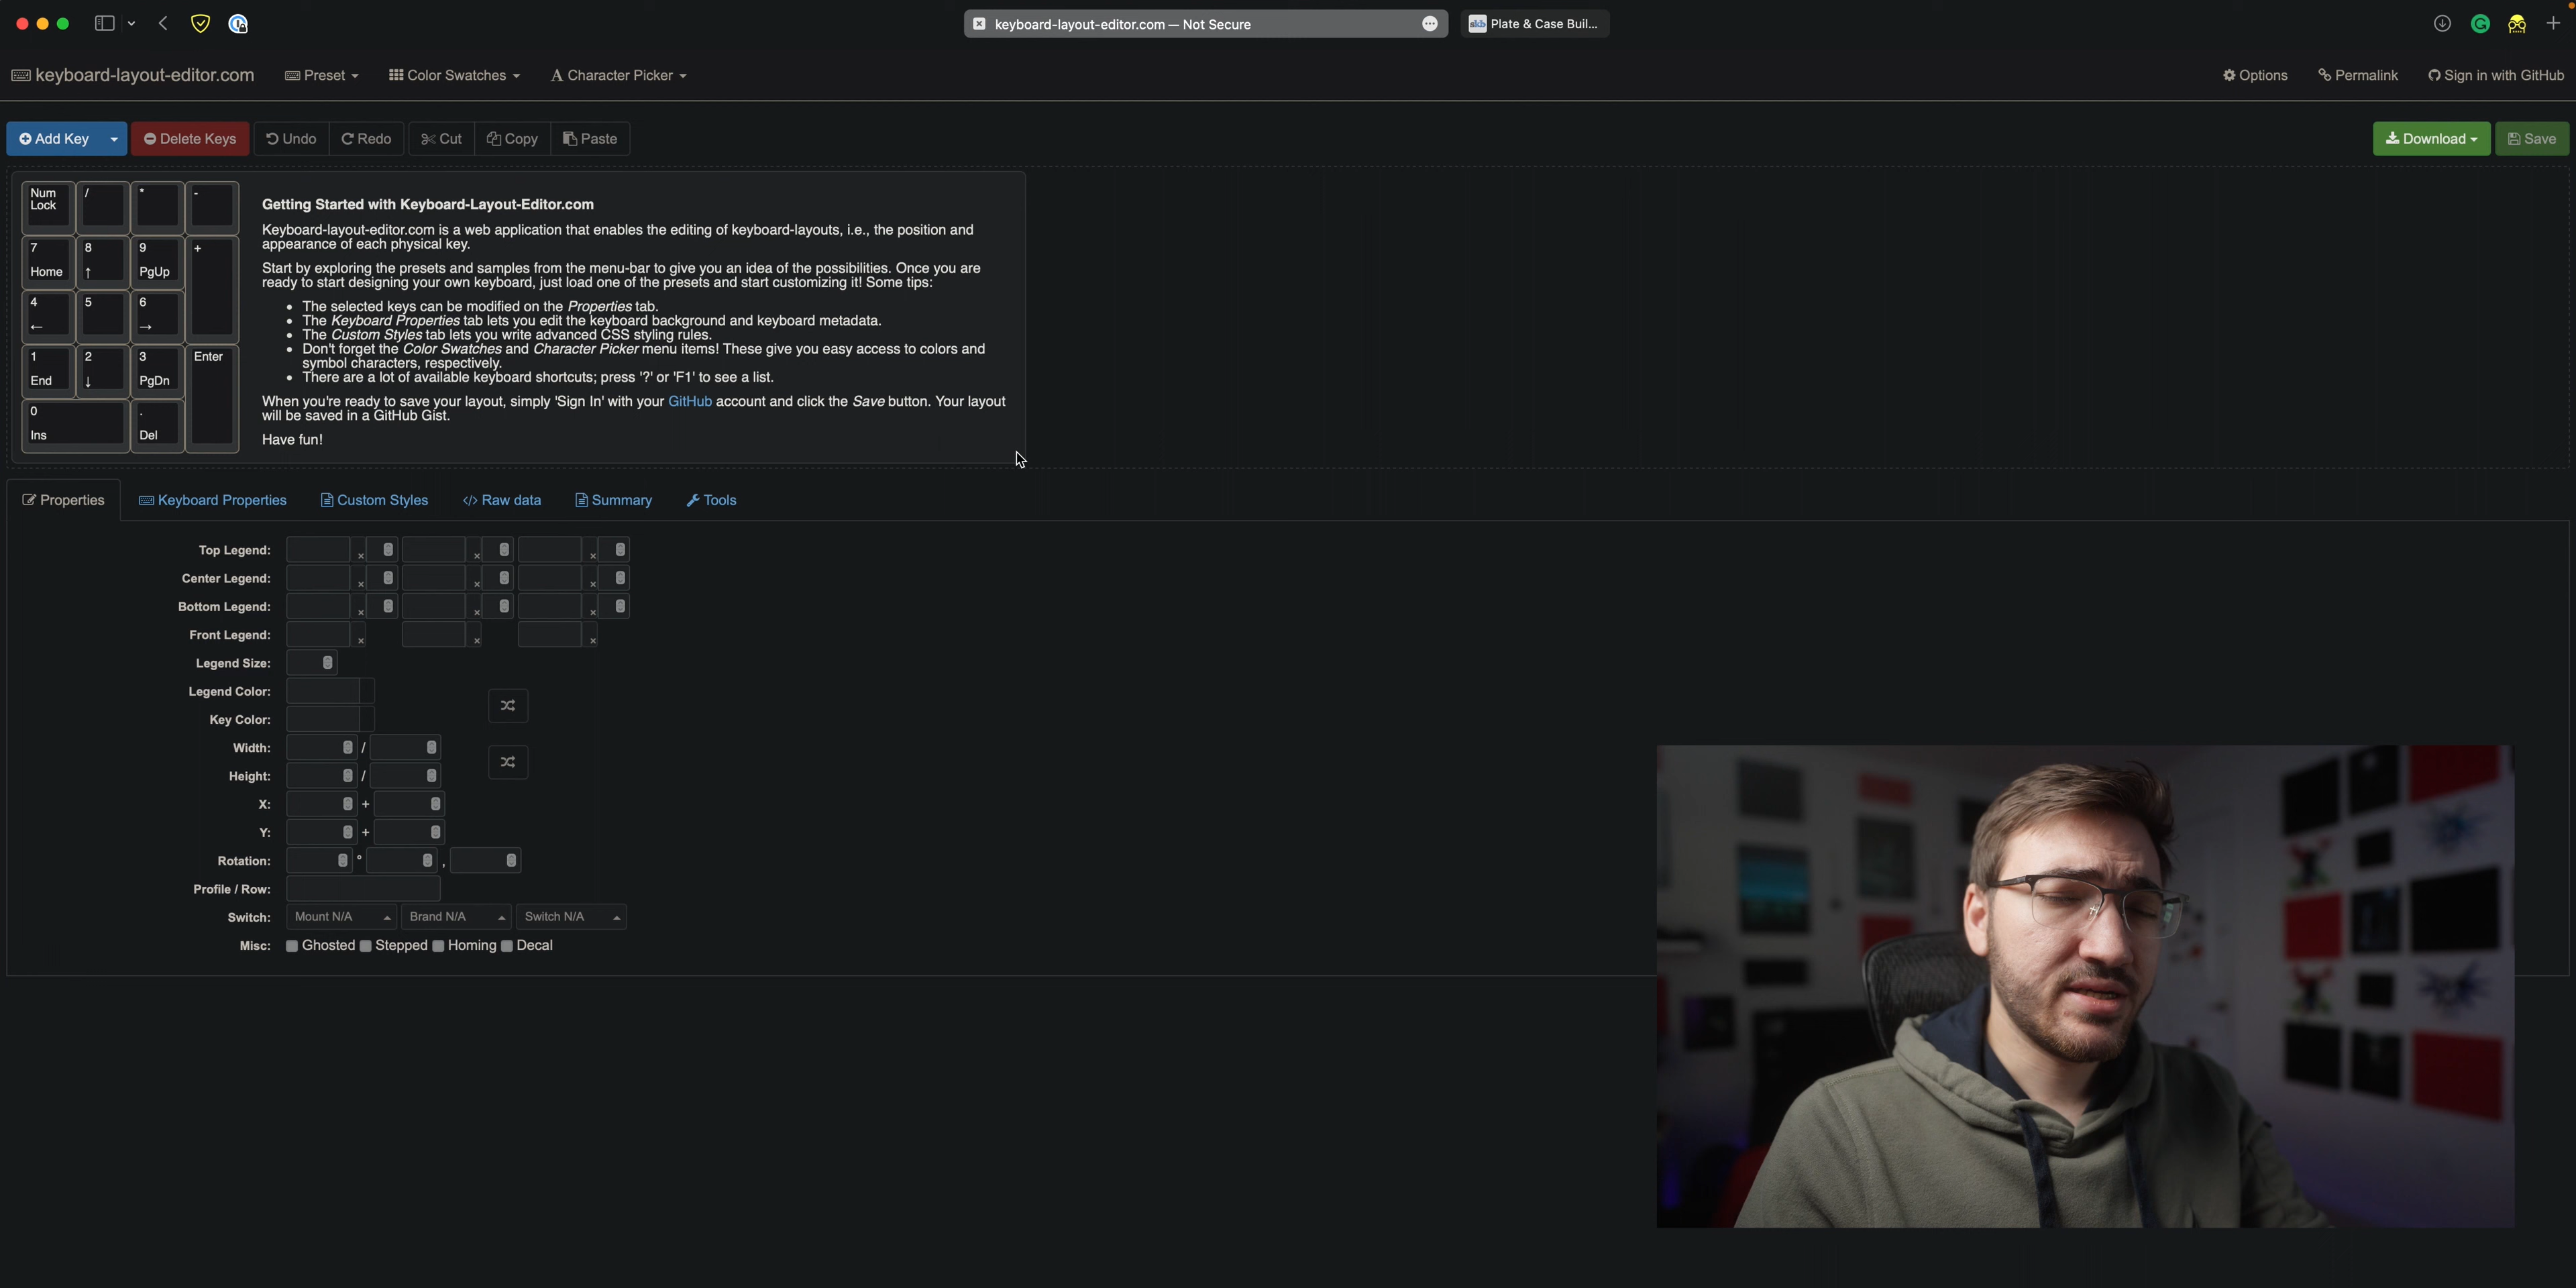 keyboard-layout-editor.com — Not Secure
skb Plate & Case Buil...
keyboard-layout-editor.com Preset Color Swatches Character Picker Options Permalink Sign in with GitHub
Add Key Delete Keys Undo Redo Cut Copy Paste Download Save
Num Lock / * -
7 Home 8 ↑ 9 PgUp +
4 ← 5 6 →
1 End 2 ↓ 3 PgDn Enter
0 Ins . Del
Getting Started with Keyboard-Layout-Editor.com
Keyboard-layout-editor.com is a web application that enables the editing of keyboard-layouts, i.e., the position and
appearance of each physical key.
Start by exploring the presets and samples from the menu-bar to give you an idea of the possibilities. Once you are
ready to start designing your own keyboard, just load one of the presets and start customizing it! Some tips:
• The selected keys can be modified on the Properties tab.
• The Keyboard Properties tab lets you edit the keyboard background and keyboard metadata.
• The Custom Styles tab lets you write advanced CSS styling rules.
• Don't forget the Color Swatches and Character Picker menu items! These give you easy access to colors and
symbol characters, respectively.
• There are a lot of available keyboard shortcuts; press '?' or 'F1' to see a list.
When you're ready to save your layout, simply 'Sign In' with your GitHub account and click the Save button. Your layout
will be saved in a GitHub Gist.
Have fun!
Properties Keyboard Properties Custom Styles </> Raw data Summary Tools
Top Legend:
Center Legend:
Bottom Legend:
Front Legend:
Legend Size:
Legend Color:
Key Color:
Width: /
Height: /
X: +
Y: +
Rotation: ° ,
Profile / Row:
Switch: Mount N/A Brand N/A Switch N/A
Misc: Ghosted Stepped Homing Decal